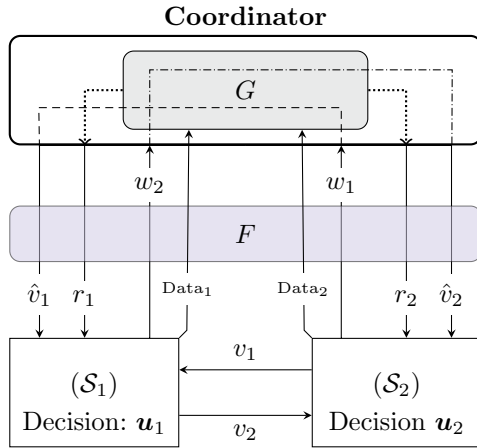 Coordinator
G
w₂ w₁
F
v̂₁ r₁ Data₁ Data₂ r₂ v̂₂
(𝒮₁) v₁ (𝒮₂)
Decision: 𝒖₁ v₂ Decision 𝒖₂